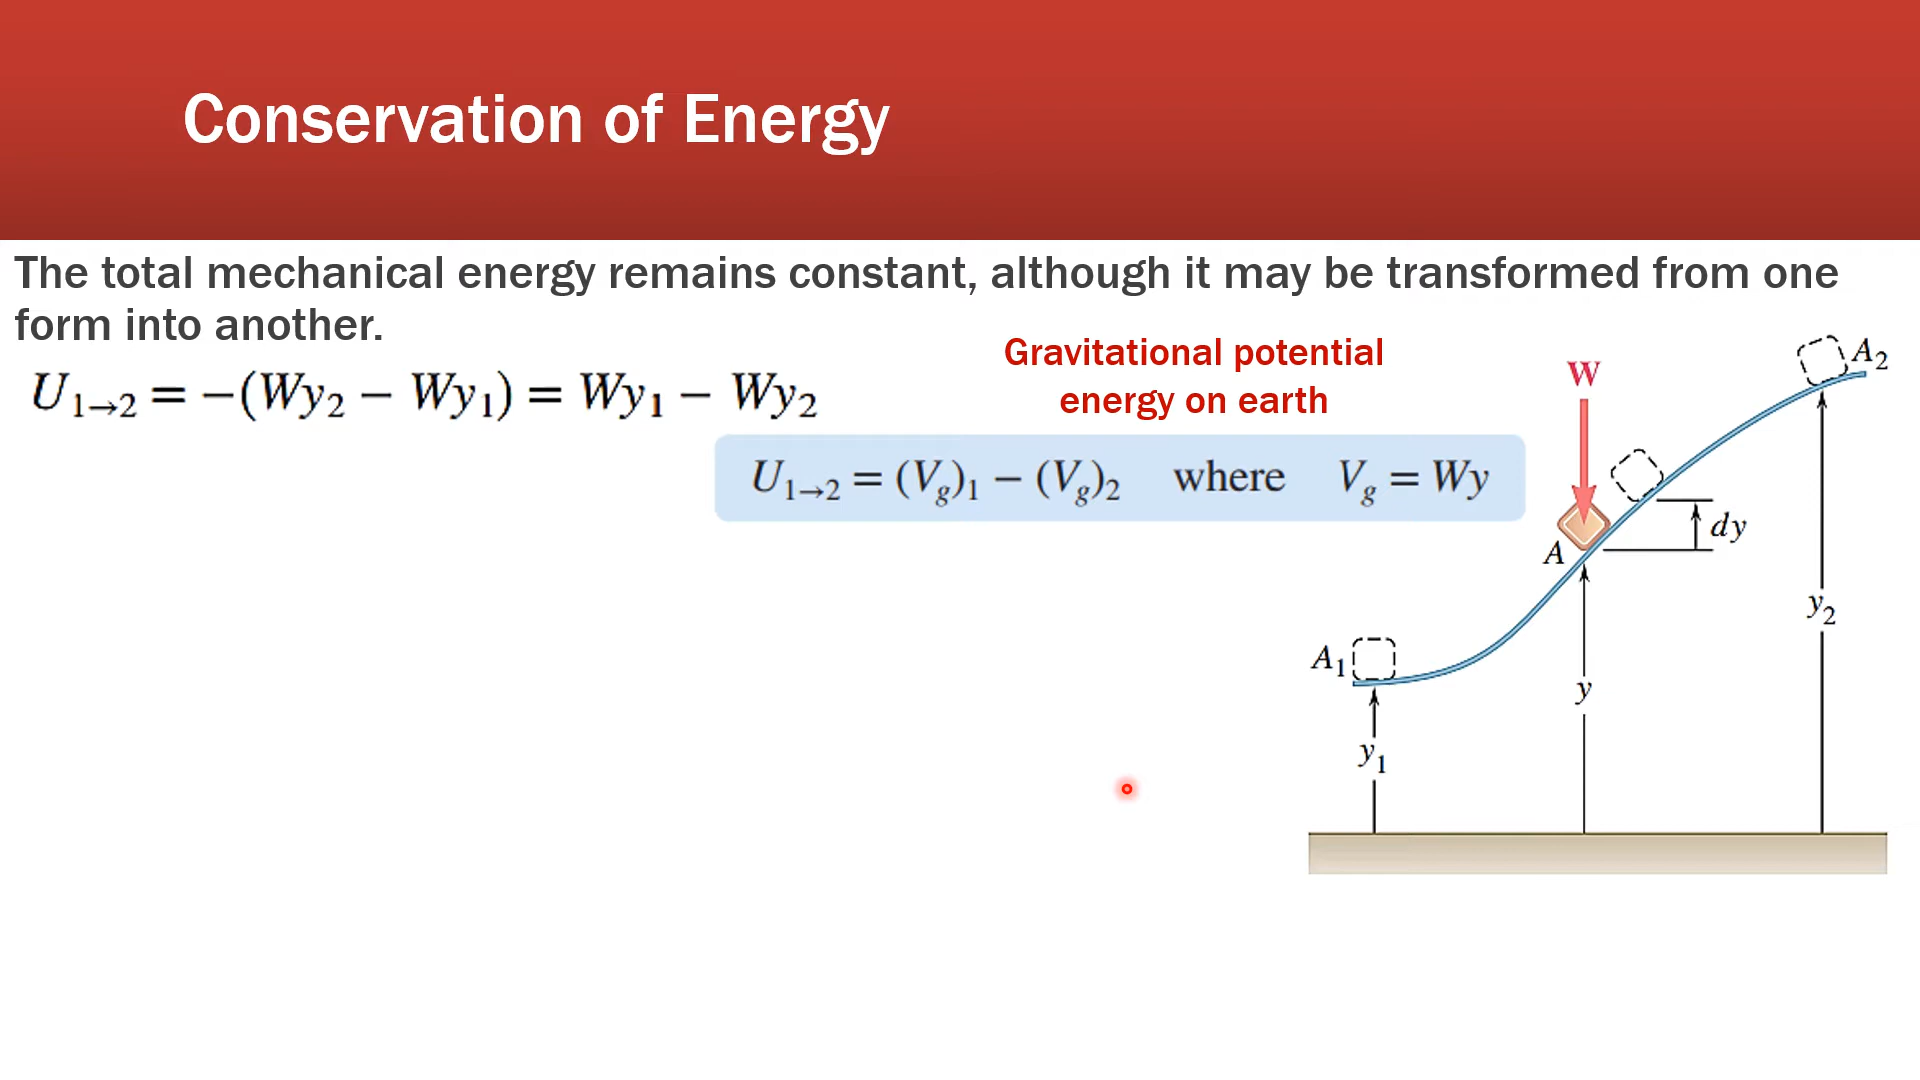 Conservation of Energy
The total mechanical energy remains constant, although it may be transformed from one
form into another.
U₁→₂ = −(Wy₂ − Wy₁) = Wy₁ − Wy₂
Gravitational potential
energy on earth
U₁→₂ = (V_g)₁ − (V_g)₂ where V_g = Wy
W
A₂
dy
A
y₂
A₁
y
y₁